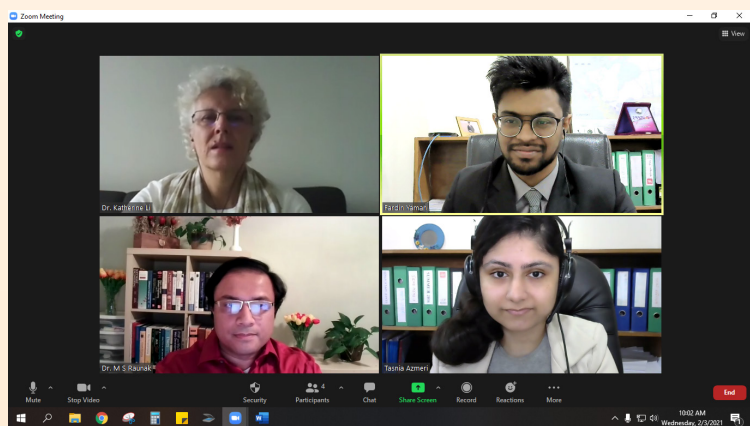 Zoom Meeting
View
Dr. Katherine Li
Fardin Yaman
Dr. M S Raunak
Tasnia Azmeri
Mute
Stop Video
Security
Participants
4
Chat
Share Screen
Record
Reactions
More
End
10:02 AM
Wednesday, 2/3/2021